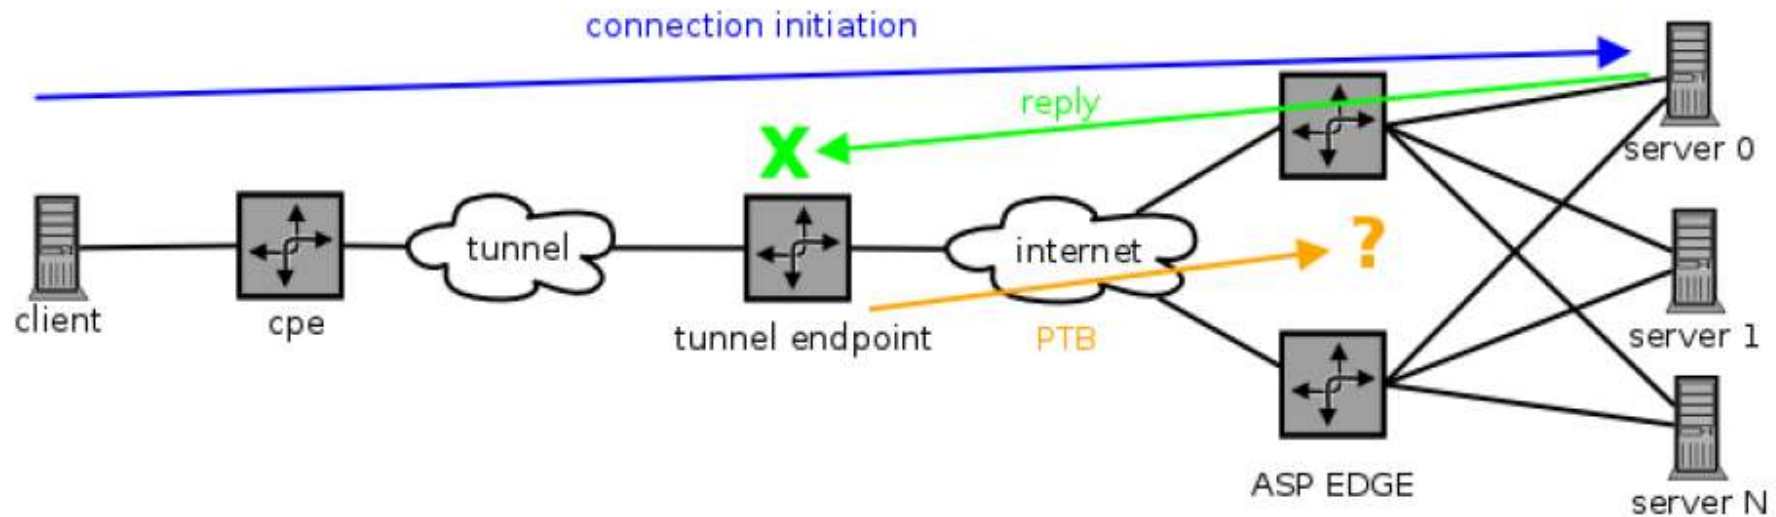 connection initiation
reply
X
server 0
tunnel
internet
?
client
cpe
tunnel endpoint
PTB
server 1
ASP EDGE
server N